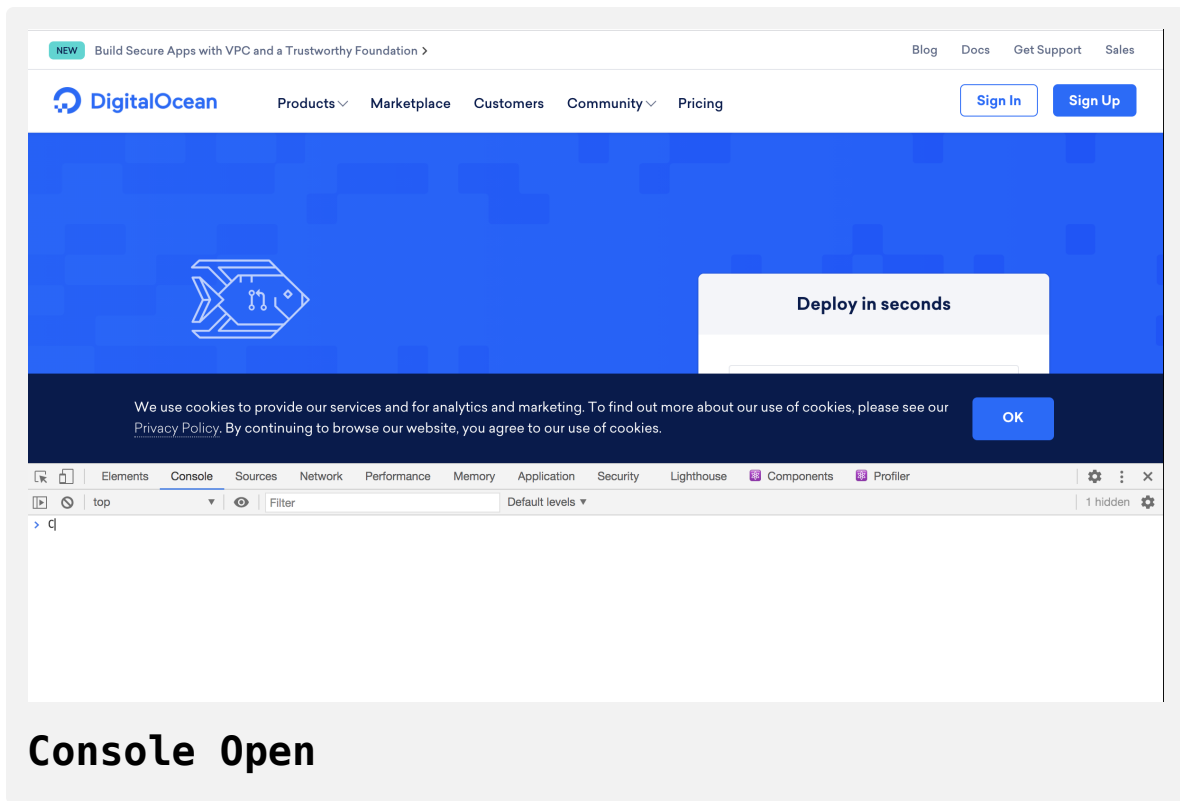 NEW Build Secure Apps with VPC and a Trustworthy Foundation > Blog Docs Get Support Sales
DigitalOcean Products Marketplace Customers Community Pricing Sign In Sign Up
Deploy in seconds
We use cookies to provide our services and for analytics and marketing. To find out more about our use of cookies, please see our
Privacy Policy. By continuing to browse our website, you agree to our use of cookies.
OK
Elements Console Sources Network Performance Memory Application Security Lighthouse Components Profiler
top Filter Default levels 1 hidden
> C
Console Open